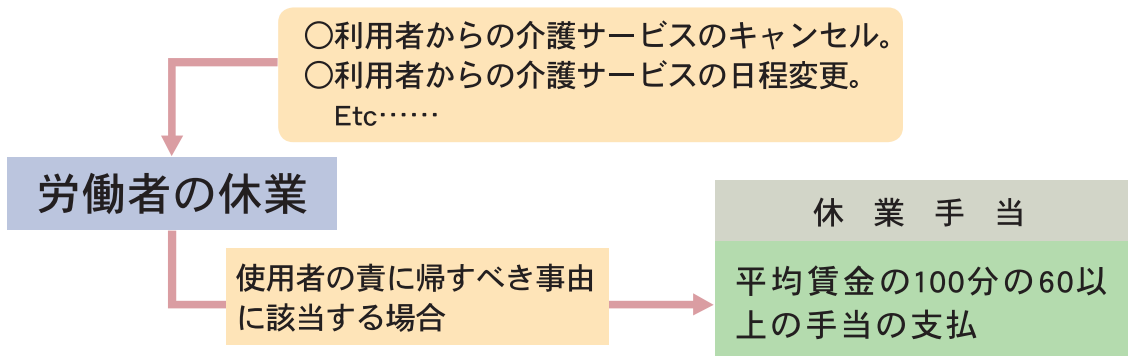 ○利用者からの介護サービスのキャンセル。
○利用者からの介護サービスの日程変更。
Etc……
労働者の休業
使用者の責に帰すべき事由
に該当する場合
休業手当
平均賃金の100分の60以
上の手当の支払